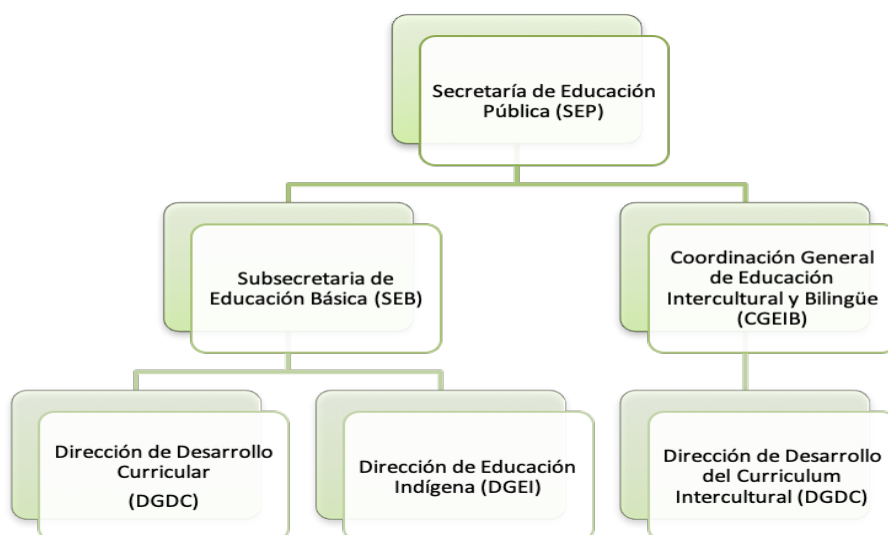 Secretaría de Educación
Pública (SEP)
Subsecretaria de
Educación Básica (SEB)
Coordinación General
de Educación
Intercultural y Bilingüe
(CGEIB)
Dirección de Desarrollo
Curricular
(DGDC)
Dirección de Educación
Indígena (DGEI)
Dirección de Desarrollo
del Curriculum
Intercultural (DGDC)